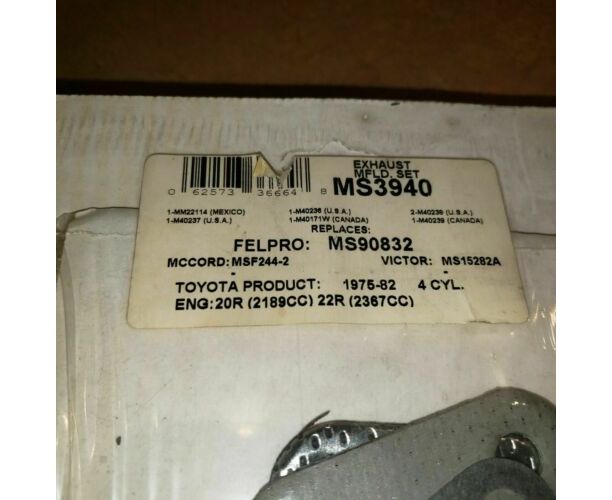 EXHAUST
MFLD. SET
0 62573 36664 8 MS3940
1-MM22114 (MEXICO) 1-M40236 (U.S.A.) 2-M40239 (U.S.A.)
1-M40237 (U.S.A.) 1-M40171W (CANADA) 1-M40239 (CANADA)
REPLACES:
FELPRO: MS90832
MCCORD: MSF244-2 VICTOR: MS15282A
- -
TOYOTA PRODUCT: 1975-82 4 CYL.
ENG: 20R (2189CC) 22R (2367CC)